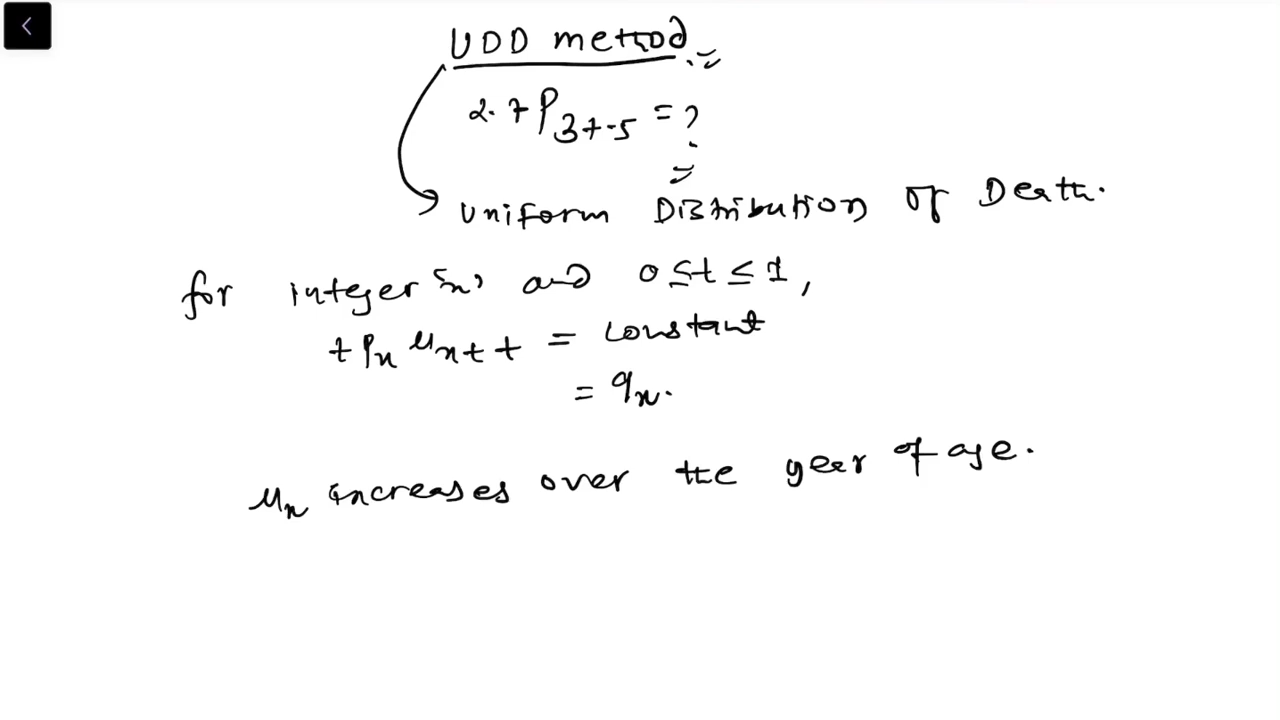 UDD method
2.7P37.5 = ?
Uniform Distribution of Death.
for integer 'x' and 0 ≤ t ≤ 1,
tPx μx+t = constant
= qx.
μx increases over the year of age.